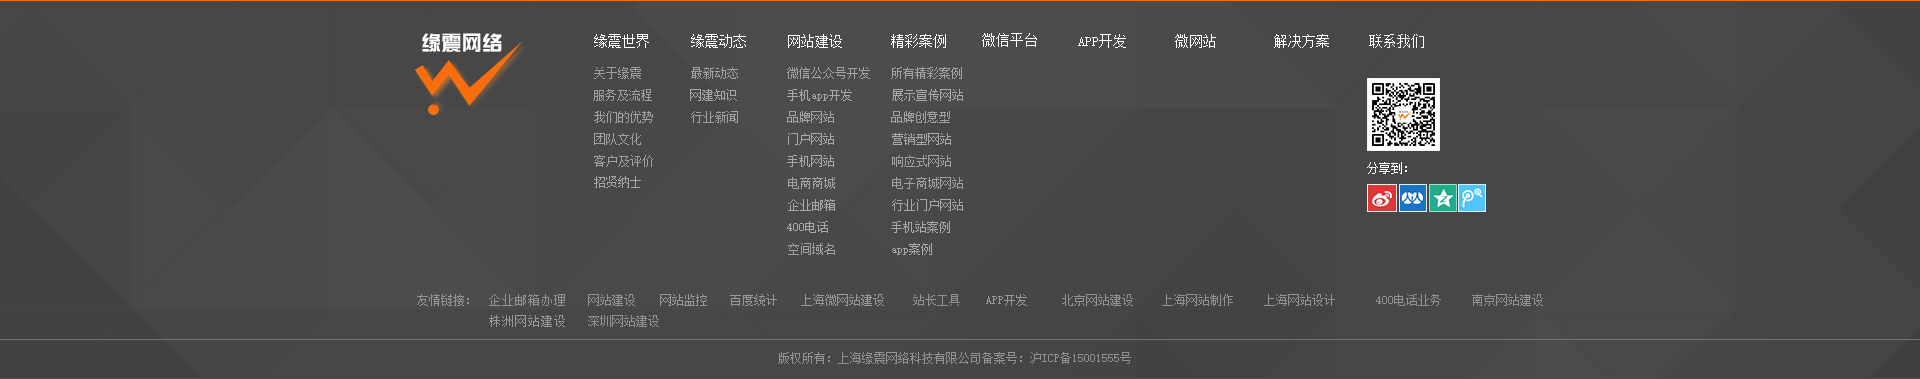 缘震网络
缘震世界 缘震动态 网站建设 精彩案例 微信平台 APP开发 微网站 解决方案 联系我们
关于缘震 最新动态 微信公众号开发 所有精彩案例
服务及流程 网建知识 手机app开发 展示宣传网站
我们的优势 行业新闻 品牌网站 品牌创意型
团队文化 门户网站 营销型网站
客户及评价 手机网站 响应式网站
招贤纳士 电商商城 电子商城网站
企业邮箱 行业门户网站
400电话 手机站案例
空间域名 app案例
分享到:
友情链接: 企业邮箱办理 网站建设 网站监控 百度统计 上海微网站建设 站长工具 APP开发 北京网站建设 上海网站制作 上海网站设计 400电话业务 南京网站建设
株洲网站建设 深圳网站建设
版权所有: 上海缘震网络科技有限公司备案号: 沪ICP备15001555号